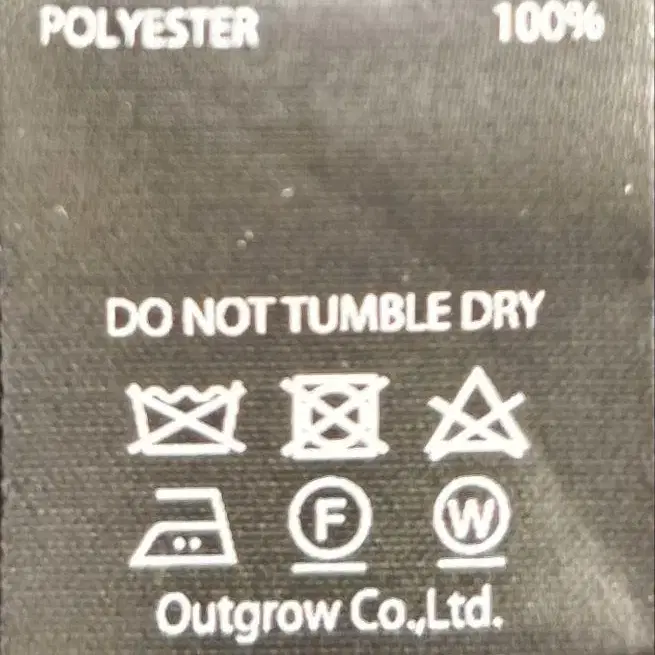 POLYESTER 100%
DO NOT TUMBLE DRY
F W
Outgrow Co.,Ltd.